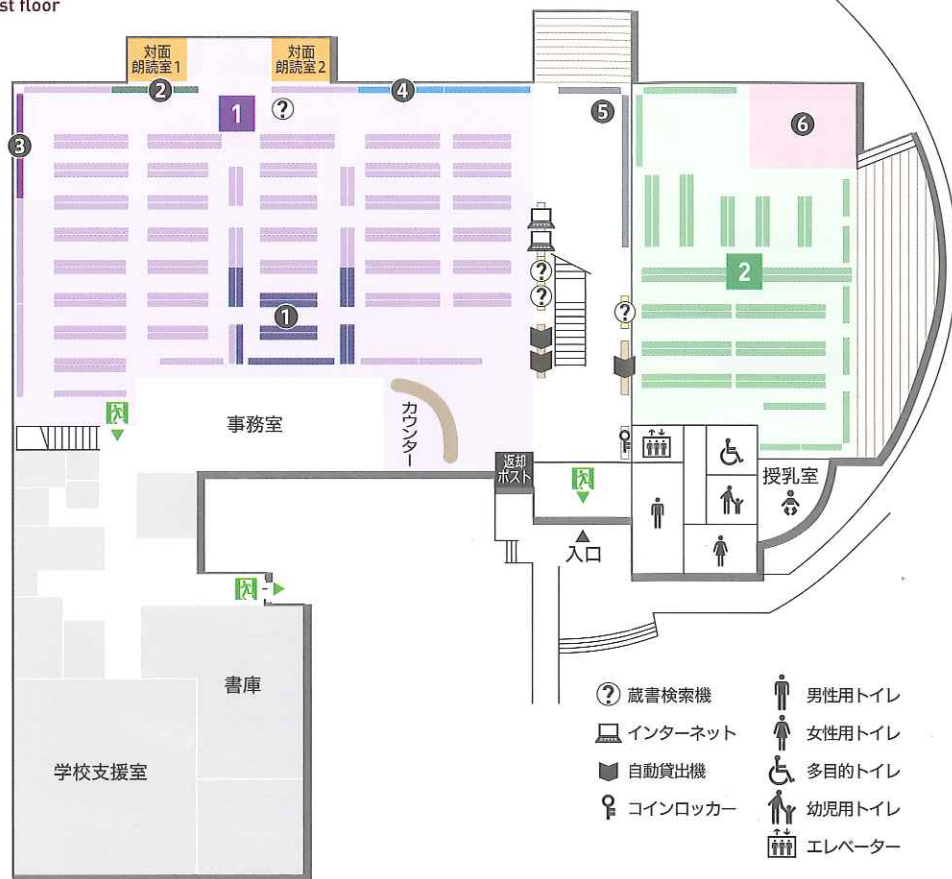 st floor
対面
朗読室1
対面
朗読室2
2
1
4
5
6
3
2
1
事務室
カウンター
返却
ポスト
授乳室
入口
書庫
学校支援室
蔵書検索機
インターネット
自動貸出機
コインロッカー
男性用トイレ
女性用トイレ
多目的トイレ
幼児用トイレ
エレベーター